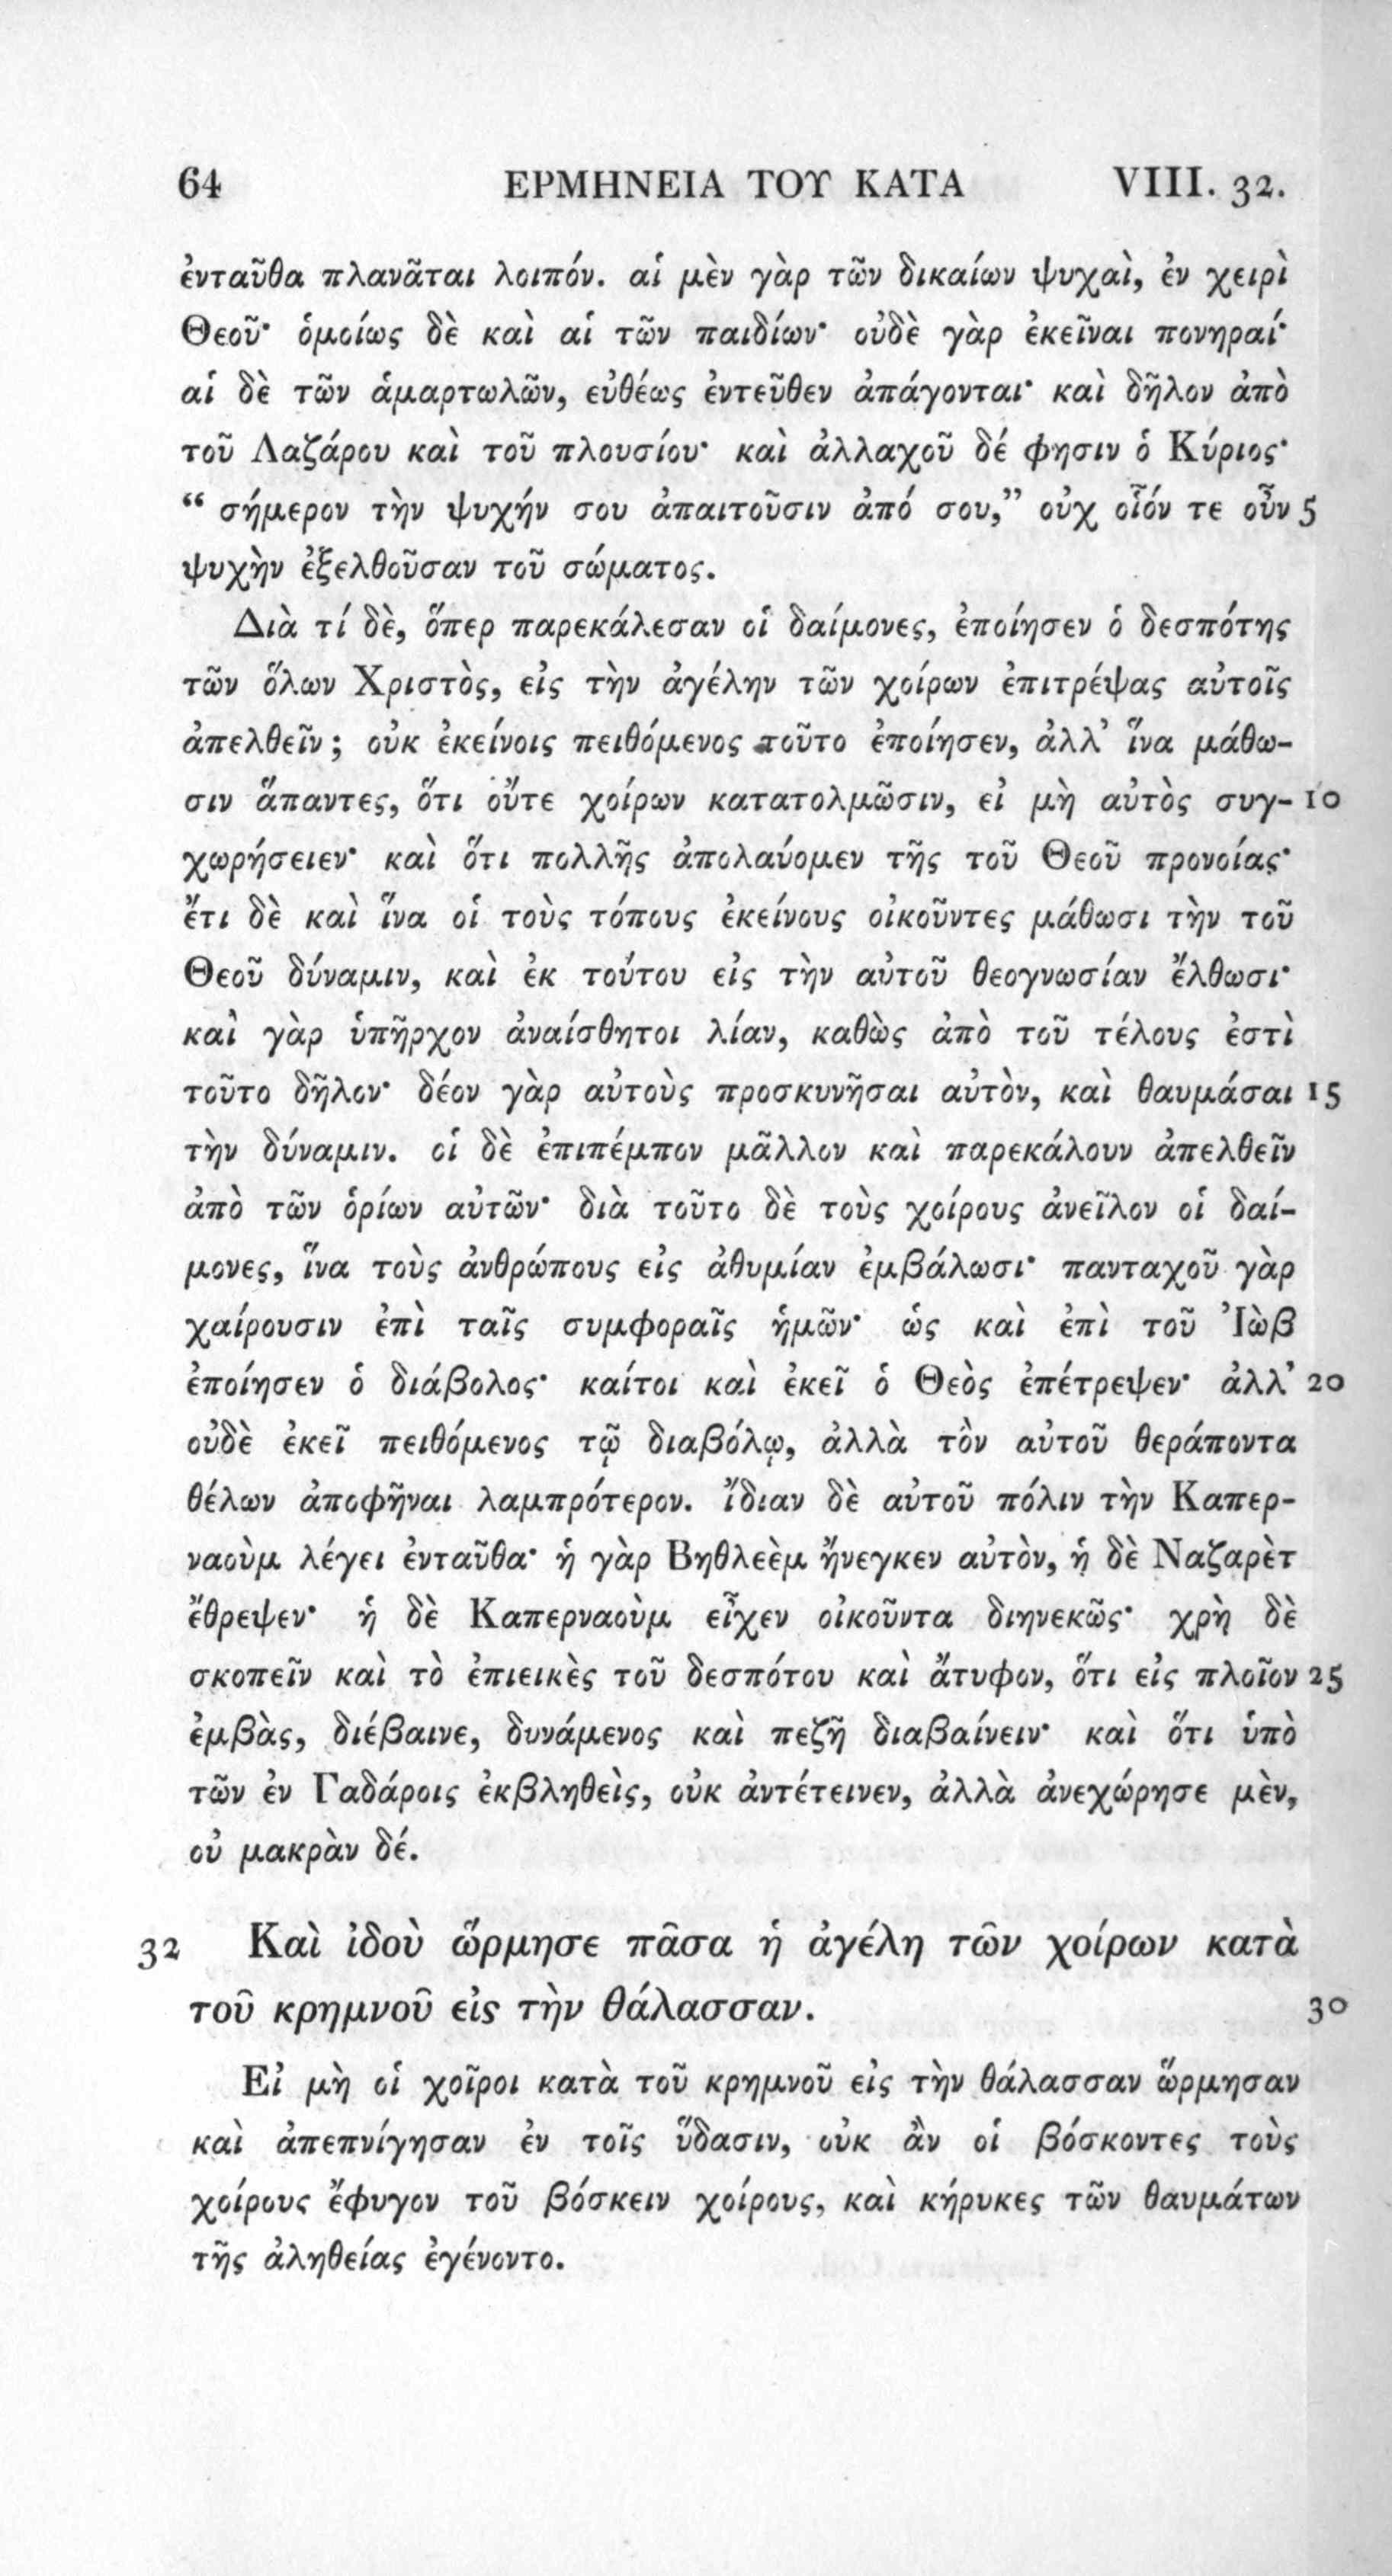 64 ΕΡΜΗΝΕΙΑ ΤΟΥ ΚΑΤΑ VIII. 32.
ἐνταῦθα πλανᾶται λοιπόν. αἱ μὲν γὰρ τῶν δικαίων ψυχαὶ, ἐν χειρὶ
Θεοῦ· ὁμοίως δὲ καὶ αἱ τῶν παιδίων· οὐδὲ γὰρ ἐκεῖναι πονηραί·
αἱ δὲ τῶν ἁμαρτωλῶν, εὐθέως ἐντεῦθεν ἀπάγονται· καὶ δῆλον ἀπὸ
τοῦ Λαζάρου καὶ τοῦ πλουσίου· καὶ ἀλλαχοῦ δέ φησιν ὁ Κύριος·
“ σήμερον τὴν ψυχήν σου ἀπαιτοῦσιν ἀπό σου,” οὐχ οἷόν τε οὖν 5
ψυχὴν ἐξελθοῦσαν τοῦ σώματος.
Διὰ τί δὲ, ὅπερ παρεκάλεσαν οἱ δαίμονες, ἐποίησεν ὁ δεσπότης
τῶν ὅλων Χριστὸς, εἰς τὴν ἀγέλην τῶν χοίρων ἐπιτρέψας αὐτοῖς
ἀπελθεῖν ; οὐκ ἐκείνοις πειθόμενος τοῦτο ἐποίησεν, ἀλλ’ ἵνα μάθω-
σιν ἅπαντες, ὅτι οὔτε χοίρων κατατολμῶσιν, εἰ μὴ αὐτὸς συγ- 10
χωρήσειεν· καὶ ὅτι πολλῆς ἀπολαύομεν τῆς τοῦ Θεοῦ προνοίας·
ἔτι δὲ καὶ ἵνα οἱ τοὺς τόπους ἐκείνους οἰκοῦντες μάθωσι τὴν τοῦ
Θεοῦ δύναμιν, καὶ ἐκ τούτου εἰς τὴν αὐτοῦ θεογνωσίαν ἔλθωσι·
καὶ γὰρ ὑπῆρχον ἀναίσθητοι λίαν, καθὼς ἀπὸ τοῦ τέλους ἐστὶ
τοῦτο δῆλον· δέον γὰρ αὐτοὺς προσκυνῆσαι αὐτὸν, καὶ θαυμάσαι 15
τὴν δύναμιν. οἱ δὲ ἐπιπέμπον μᾶλλον καὶ παρεκάλουν ἀπελθεῖν
ἀπὸ τῶν ὁρίων αὐτῶν· διὰ τοῦτο δὲ τοὺς χοίρους ἀνεῖλον οἱ δαί-
μονες, ἵνα τοὺς ἀνθρώπους εἰς ἀθυμίαν ἐμβάλωσι· πανταχοῦ γὰρ
χαίρουσιν ἐπὶ ταῖς συμφοραῖς ἡμῶν· ὡς καὶ ἐπὶ τοῦ Ἰὼβ
ἐποίησεν ὁ διάβολος· καίτοι καὶ ἐκεῖ ὁ Θεὸς ἐπέτρεψεν· ἀλλ’ 20
οὐδὲ ἐκεῖ πειθόμενος τῷ διαβόλῳ, ἀλλὰ τὸν αὐτοῦ θεράποντα
θέλων ἀποφῆναι λαμπρότερον. ἴδιαν δὲ αὐτοῦ πόλιν τὴν Καπερ-
ναοὺμ λέγει ἐνταῦθα· ἡ γὰρ Βηθλεὲμ ἤνεγκεν αὐτὸν, ἡ δὲ Ναζαρὲτ
ἔθρεψεν· ἡ δὲ Καπερναοὺμ εἶχεν οἰκοῦντα διηνεκῶς· χρὴ δὲ
σκοπεῖν καὶ τὸ ἐπιεικὲς τοῦ δεσπότου καὶ ἄτυφον, ὅτι εἰς πλοῖον 25
ἐμβὰς, διέβαινε, δυνάμενος καὶ πεζῆ διαβαίνειν· καὶ ὅτι ὑπὸ
τῶν ἐν Γαδάροις ἐκβληθεὶς, οὐκ ἀντέτεινεν, ἀλλὰ ἀνεχώρησε μὲν,
οὐ μακρὰν δέ.
32 Καὶ ἰδοὺ ὥρμησε πᾶσα ἡ ἀγέλη τῶν χοίρων κατὰ
τοῦ κρημνοῦ εἰς τὴν θάλασσαν. 30
Εἰ μὴ οἱ χοῖροι κατὰ τοῦ κρημνοῦ εἰς τὴν θάλασσαν ὥρμησαν
καὶ ἀπεπνίγησαν ἐν τοῖς ὕδασιν, οὐκ ἂν οἱ βόσκοντες τοὺς
χοίρους ἔφυγον τοῦ βόσκειν χοίρους, καὶ κήρυκες τῶν θαυμάτων
τῆς ἀληθείας ἐγένοντο.